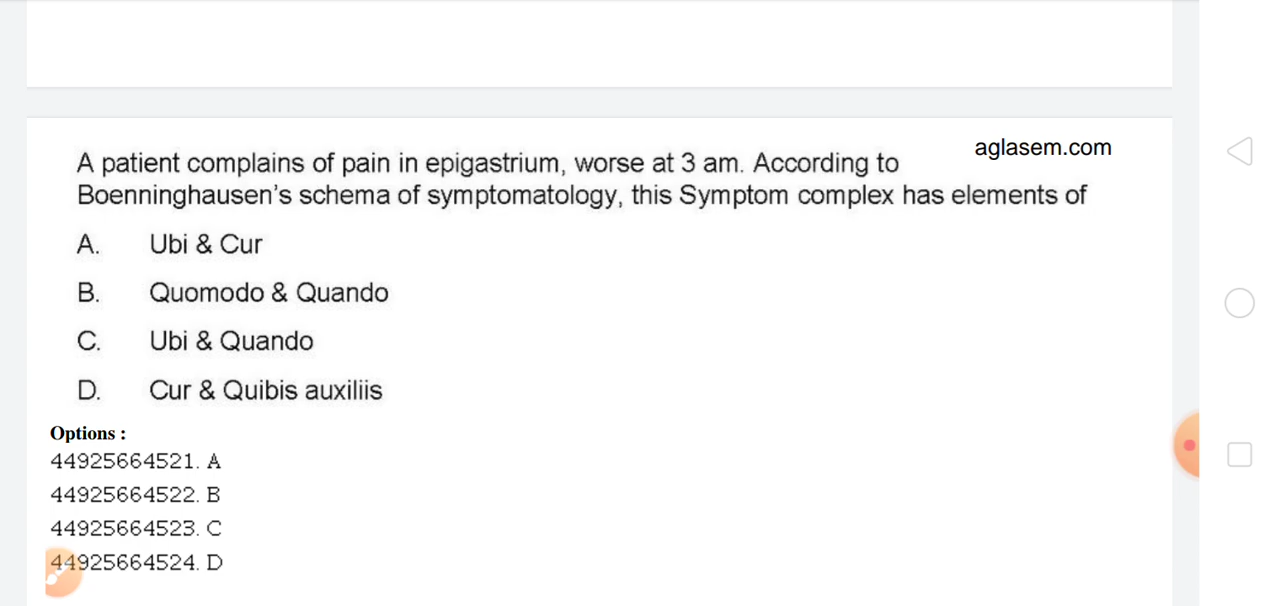 aglasem.com
A patient complains of pain in epigastrium, worse at 3 am. According to
Boenninghausen's schema of symptomatology, this Symptom complex has elements of
A. Ubi & Cur
B. Quomodo & Quando
C. Ubi & Quando
D. Cur & Quibis auxiliis
Options :
44925664521. A
44925664522. B
44925664523. C
44925664524. D